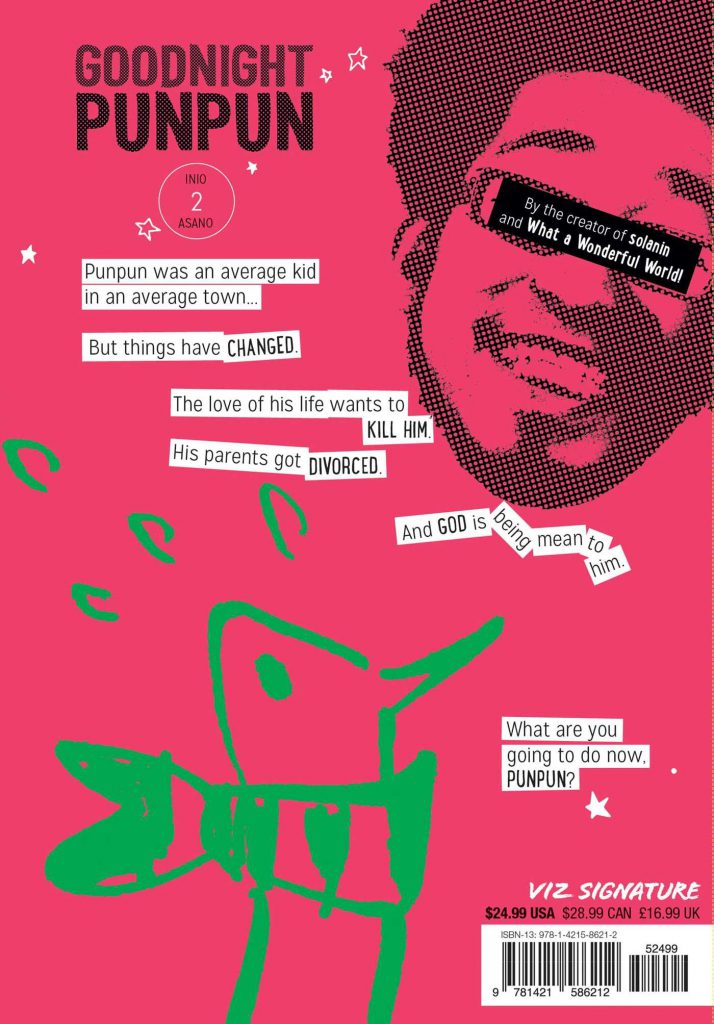 GOODNIGHT
PUNPUN
INIO
2
ASANO
By the creator of Solanin
and What a Wonderful World!
Punpun was an average kid
in an average town...
But things have CHANGED.
The love of his life wants to
KILL HIM.
His parents got DIVORCED.
And GOD is being mean to
him.
What are you
going to do now,
PUNPUN?
VIZ SIGNATURE
$24.99 USA $28.99 CAN £16.99 UK
ISBN-13: 978-1-4215-8621-2
52499
9 781421 586212